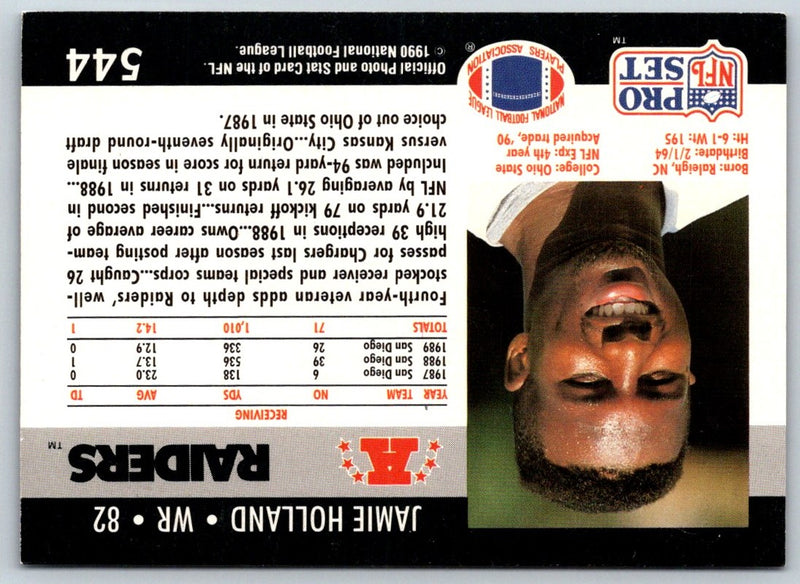 JAMIE HOLLAND • WR • 82
A
RAIDERS™
RECEIVING
YEAR TEAM NO YDS AVG TD
1987 San Diego 6 138 23.0 0
1988 San Diego 39 536 13.7 1
1989 San Diego 26 336 12.9 0
TOTALS 71 1,010 14.2 1
Fourth-year veteran adds depth to Raiders' well-
stocked receiver and special teams corps...Caught 26
passes for Chargers last season after posting team-
high 39 receptions in 1988...Owns career average of
21.9 yards on 79 kickoff returns...Finished second in
NFL by averaging 26.1 yards on 31 returns in 1988...
Included was 94-yard return for score in season finale
versus Kansas City...Originally seventh-round draft
choice out of Ohio State in 1987.
Born: Raleigh, NC
Birthdate: 2/1/64
Ht: 6-1 Wt: 195
College: Ohio State
NFL Exp: 4th year
Acquired trade, '90
PRO
NFL
SET
™
NATIONAL FOOTBALL LEAGUE
PLAYERS ASSOCIATION
®
Official Photo and Stat Card of the NFL.
© 1990 National Football League.
544